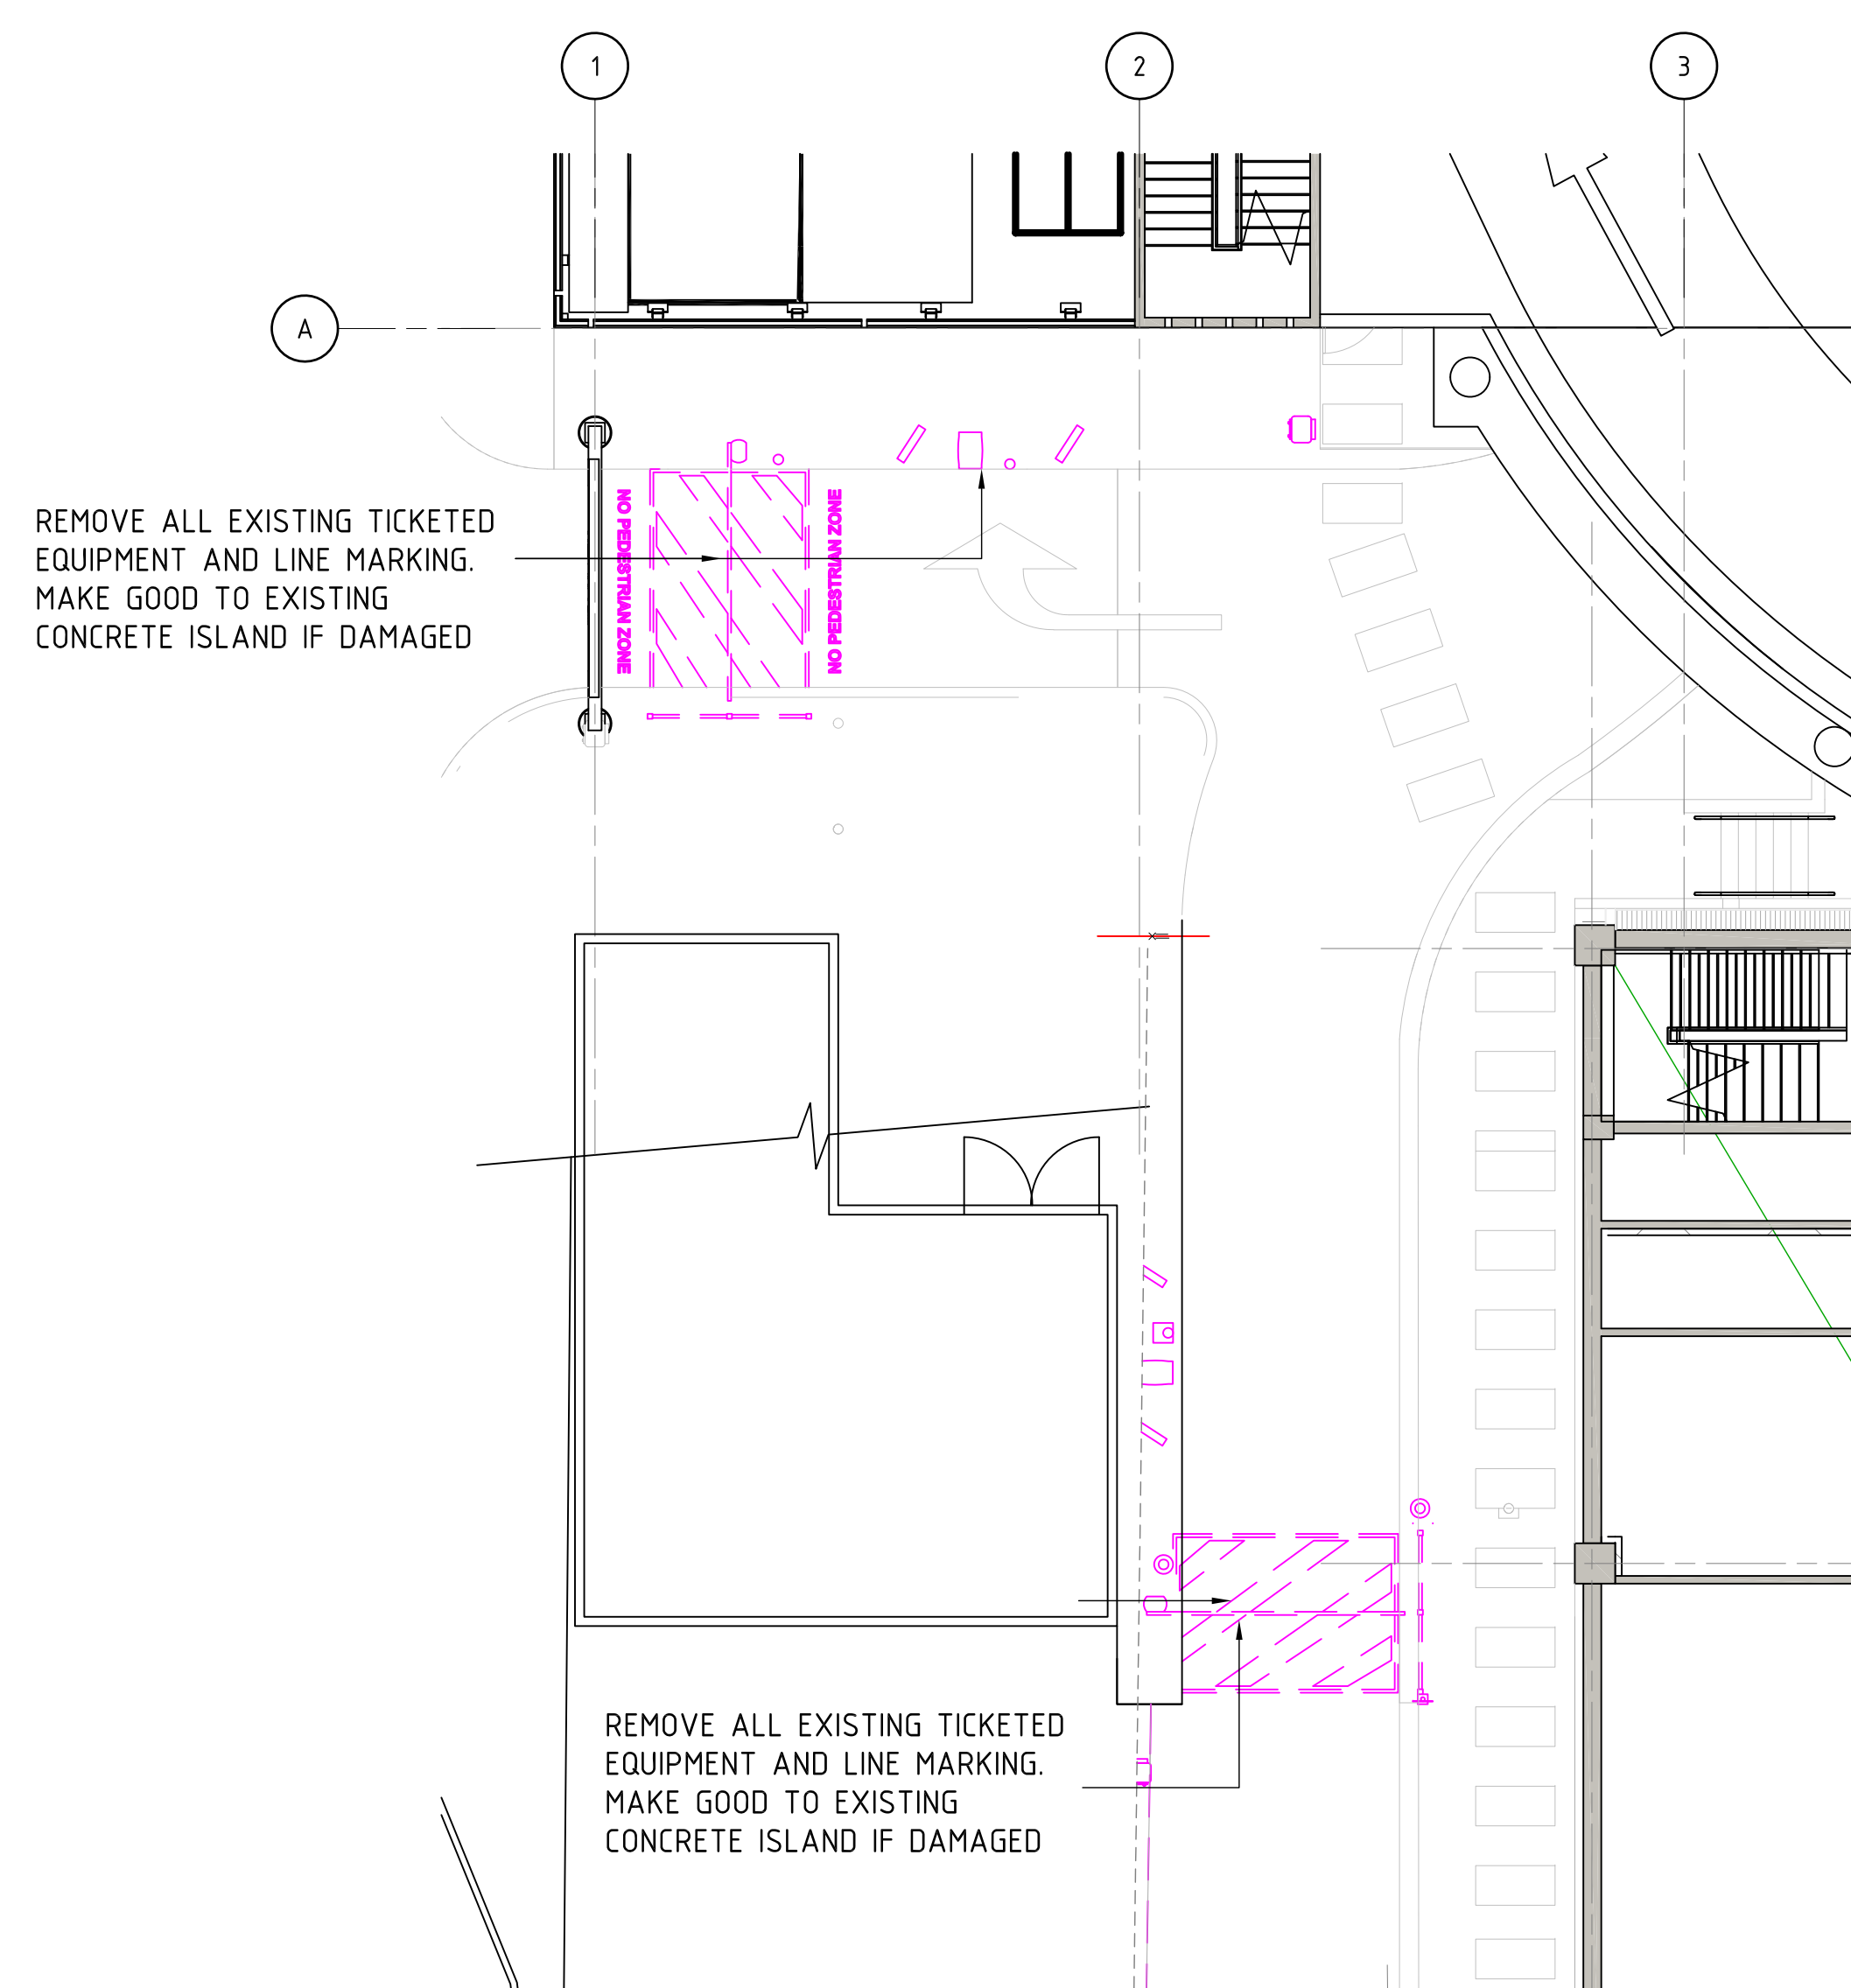 1
2
3
A
REMOVE ALL EXISTING TICKETED
EQUIPMENT AND LINE MARKING.
MAKE GOOD TO EXISTING
CONCRETE ISLAND IF DAMAGED
NO PEDESTRIAN ZONE
NO PEDESTRIAN ZONE
REMOVE ALL EXISTING TICKETED
EQUIPMENT AND LINE MARKING.
MAKE GOOD TO EXISTING
CONCRETE ISLAND IF DAMAGED